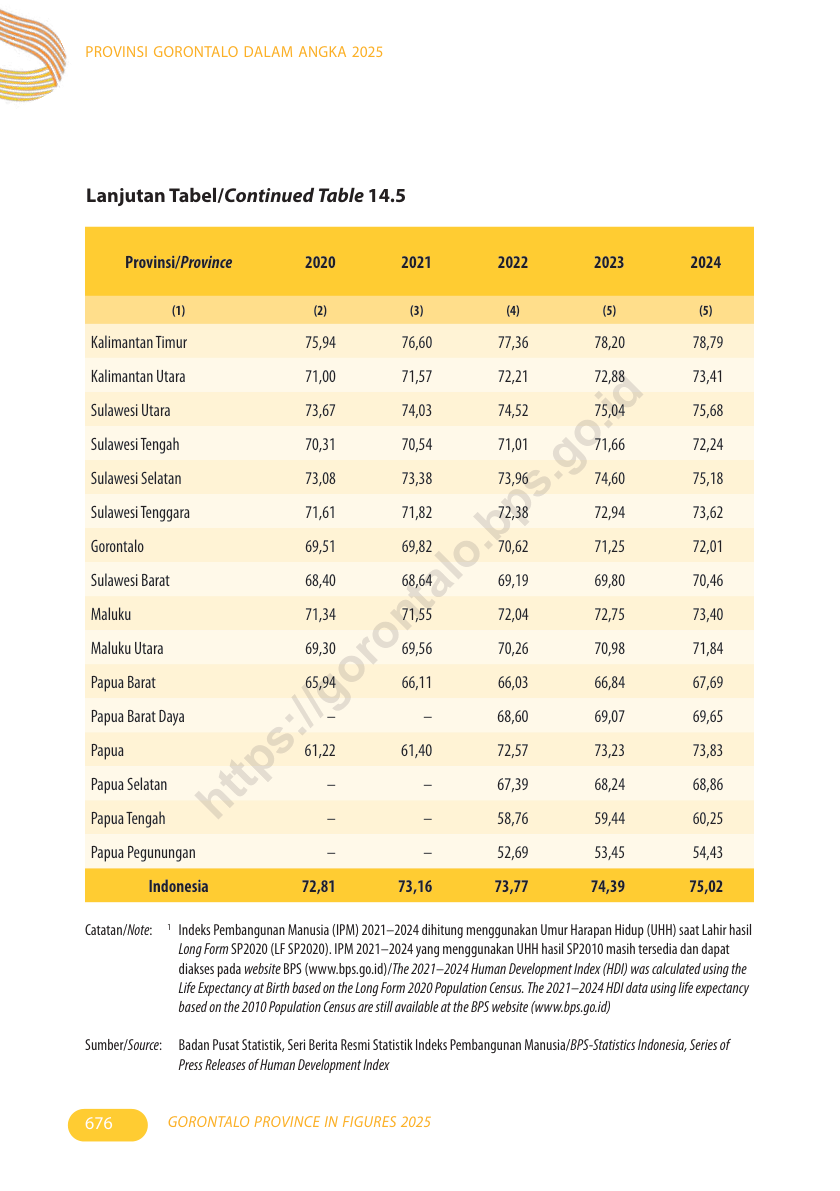 PROVINSI GORONTALO DALAM ANGKA 2025
Lanjutan Tabel/Continued Table 14.5
Provinsi/Province 2020 2021 2022 2023 2024
(1) (2) (3) (4) (5) (5)
Kalimantan Timur 75,94 76,60 77,36 78,20 78,79
Kalimantan Utara 71,00 71,57 72,21 72,88 73,41
Sulawesi Utara 73,67 74,03 74,52 75,04 75,68
Sulawesi Tengah 70,31 70,54 71,01 71,66 72,24
Sulawesi Selatan 73,08 73,38 73,96 74,60 75,18
Sulawesi Tenggara 71,61 71,82 72,38 72,94 73,62
Gorontalo 69,51 69,82 70,62 71,25 72,01
Sulawesi Barat 68,40 68,64 69,19 69,80 70,46
Maluku 71,34 71,55 72,04 72,75 73,40
Maluku Utara 69,30 69,56 70,26 70,98 71,84
Papua Barat 65,94 66,11 66,03 66,84 67,69
Papua Barat Daya – – 68,60 69,07 69,65
Papua 61,22 61,40 72,57 73,23 73,83
Papua Selatan – – 67,39 68,24 68,86
Papua Tengah – – 58,76 59,44 60,25
Papua Pegunungan – – 52,69 53,45 54,43
Indonesia 72,81 73,16 73,77 74,39 75,02
https://gorontalo.bps.go.id
Catatan/Note: ¹ Indeks Pembangunan Manusia (IPM) 2021–2024 dihitung menggunakan Umur Harapan Hidup (UHH) saat Lahir hasil
Long Form SP2020 (LF SP2020). IPM 2021–2024 yang menggunakan UHH hasil SP2010 masih tersedia dan dapat
diakses pada website BPS (www.bps.go.id)/The 2021–2024 Human Development Index (HDI) was calculated using the
Life Expectancy at Birth based on the Long Form 2020 Population Census. The 2021–2024 HDI data using life expectancy
based on the 2010 Population Census are still available at the BPS website (www.bps.go.id)
Sumber/Source: Badan Pusat Statistik, Seri Berita Resmi Statistik Indeks Pembangunan Manusia/BPS-Statistics Indonesia, Series of
Press Releases of Human Development Index
676 GORONTALO PROVINCE IN FIGURES 2025